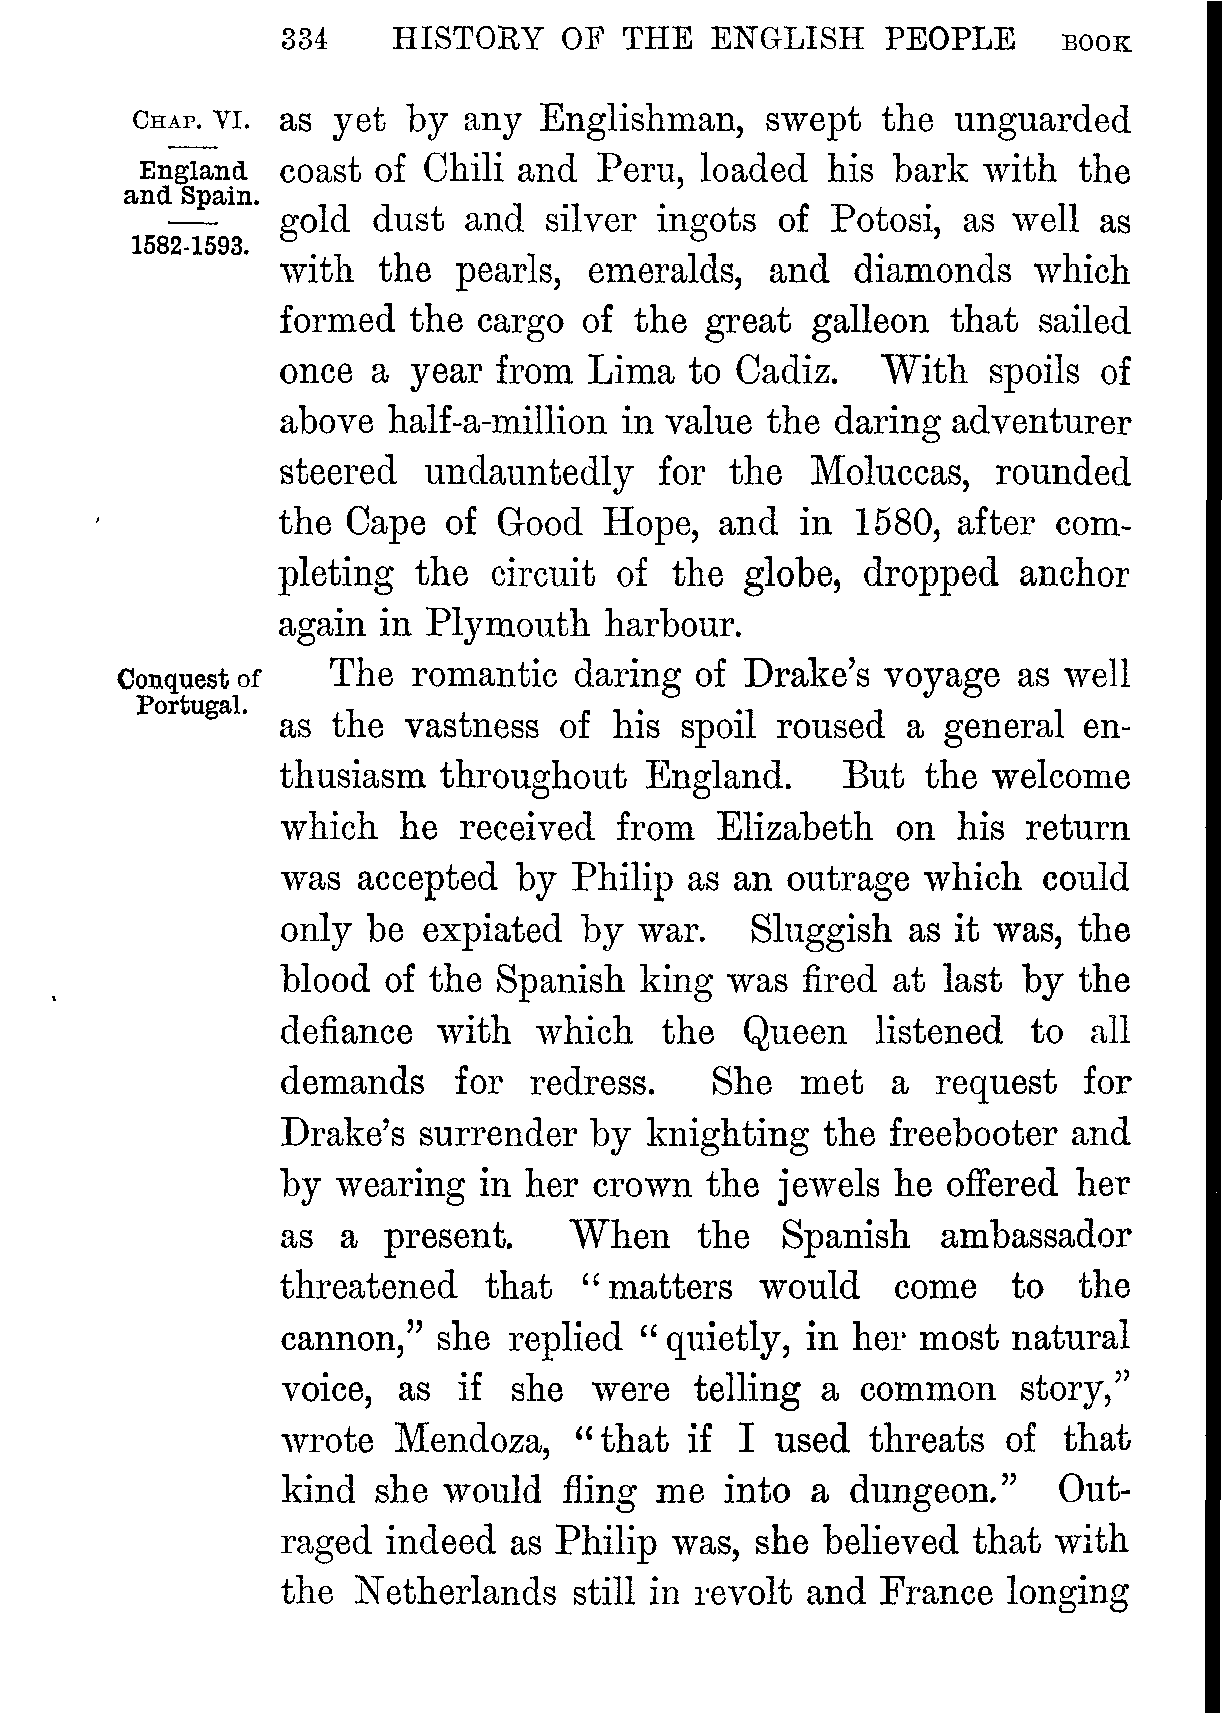 334 HISTORY OF THE ENGLISH PEOPLE BOOK
CHAP. VI.
England
and Spain.
1582-1593.
as yet by any Englishman, swept the unguarded
coast of Chili and Peru, loaded his bark with the
gold dust and silver ingots of Potosi, as well as
with the pearls, emeralds, and diamonds which
formed the cargo of the great galleon that sailed
once a year from Lima to Cadiz. With spoils of
above half-a-million in value the daring adventurer
steered undauntedly for the Moluccas, rounded
the Cape of Good Hope, and in 1580, after com-
pleting the circuit of the globe, dropped anchor
again in Plymouth harbour.
Conquest of
Portugal.
The romantic daring of Drake's voyage as well
as the vastness of his spoil roused a general en-
thusiasm throughout England. But the welcome
which he received from Elizabeth on his return
was accepted by Philip as an outrage which could
only be expiated by war. Sluggish as it was, the
blood of the Spanish king was fired at last by the
defiance with which the Queen listened to all
demands for redress. She met a request for
Drake's surrender by knighting the freebooter and
by wearing in her crown the jewels he offered her
as a present. When the Spanish ambassador
threatened that "matters would come to the
cannon," she replied "quietly, in her most natural
voice, as if she were telling a common story,"
wrote Mendoza, "that if I used threats of that
kind she would fling me into a dungeon." Out-
raged indeed as Philip was, she believed that with
the Netherlands still in revolt and France longing